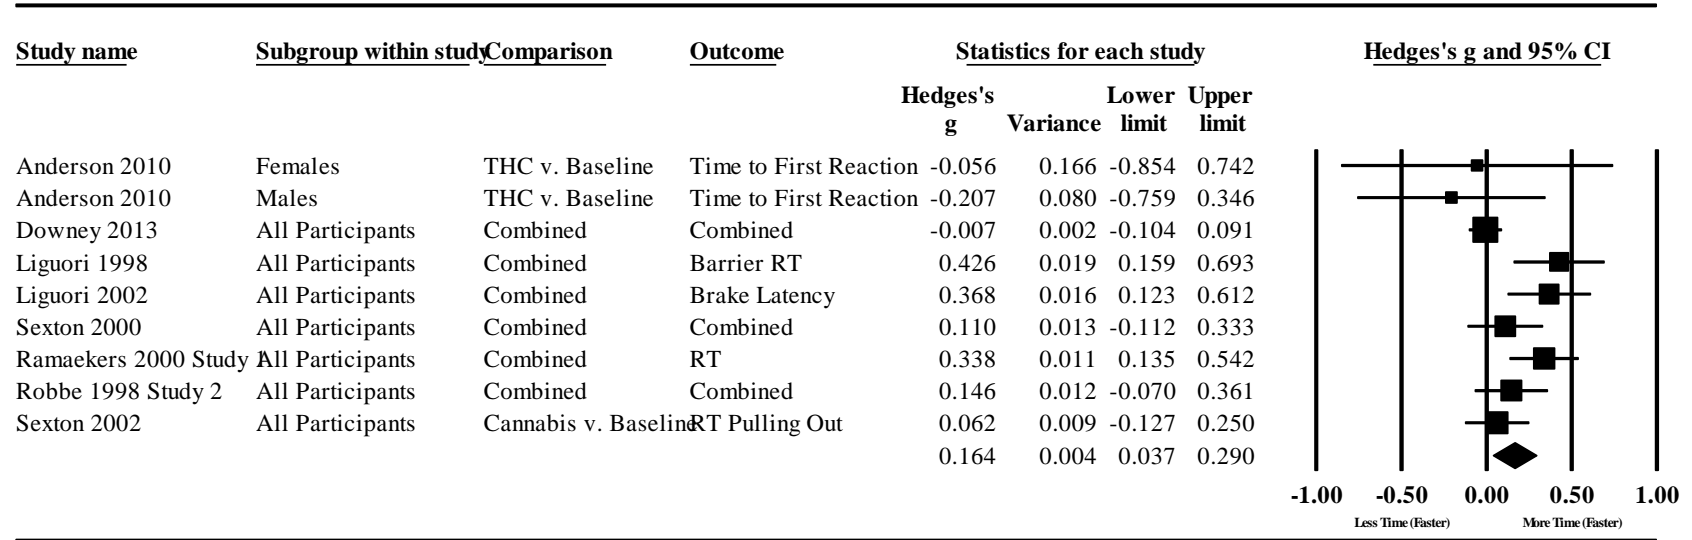 Study name Subgroup within study Comparison Outcome Statistics for each study Hedges's g and 95% CI
Hedges's Lower Upper
g Variance limit limit
Anderson 2010 Females THC v. Baseline Time to First Reaction -0.056 0.166 -0.854 0.742
Anderson 2010 Males THC v. Baseline Time to First Reaction -0.207 0.080 -0.759 0.346
Downey 2013 All Participants Combined Combined -0.007 0.002 -0.104 0.091
Liguori 1998 All Participants Combined Barrier RT 0.426 0.019 0.159 0.693
Liguori 2002 All Participants Combined Brake Latency 0.368 0.016 0.123 0.612
Sexton 2000 All Participants Combined Combined 0.110 0.013 -0.112 0.333
Ramaekers 2000 Study 1 All Participants Combined RT 0.338 0.011 0.135 0.542
Robbe 1998 Study 2 All Participants Combined Combined 0.146 0.012 -0.070 0.361
Sexton 2002 All Participants Cannabis v. Baseline RT Pulling Out 0.062 0.009 -0.127 0.250
0.164 0.004 0.037 0.290
-1.00 -0.50 0.00 0.50 1.00
Less Time (Faster) More Time (Faster)